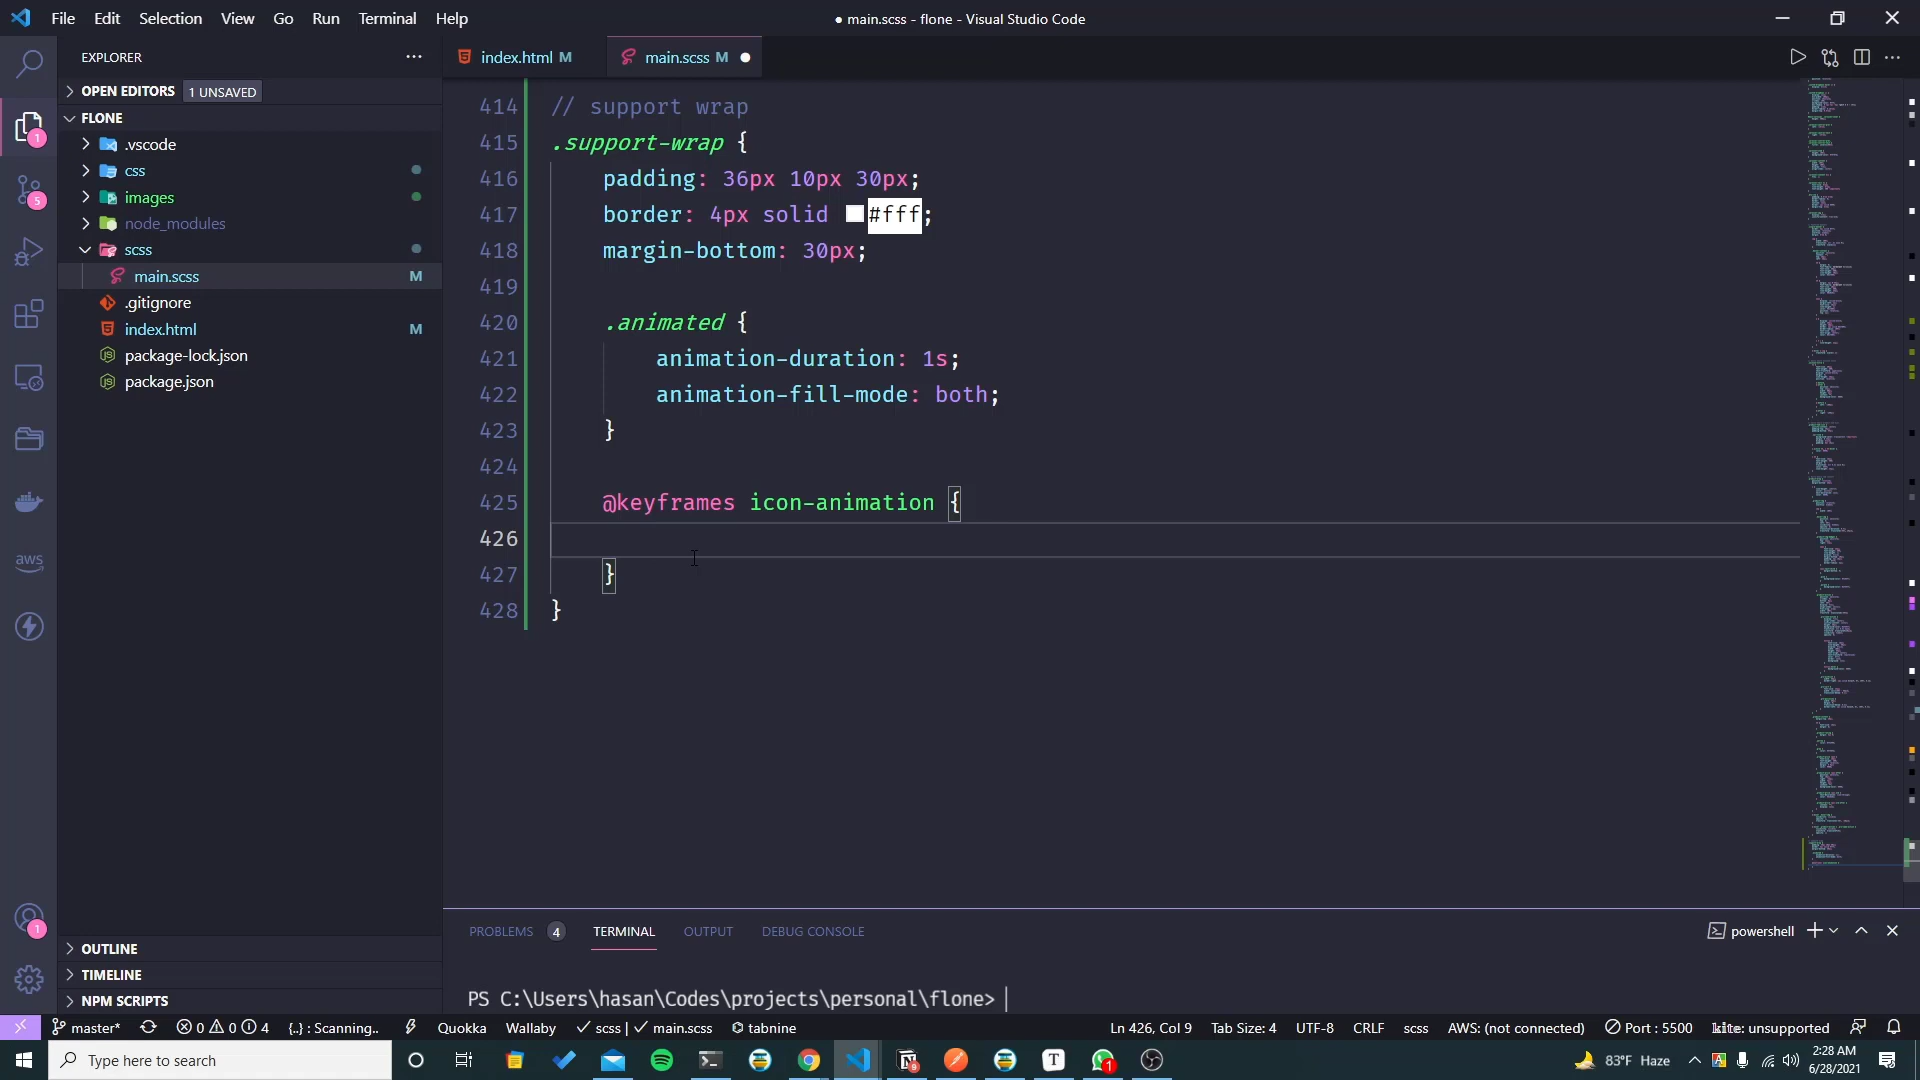 File Edit Selection View Go Run Terminal Help
● main.scss - flone - Visual Studio Code
EXPLORER
OPEN EDITORS 1 UNSAVED
FLONE
.vscode
css
images
node_modules
scss
main.scss M
.gitignore
index.html M
package-lock.json
package.json
OUTLINE
TIMELINE
NPM SCRIPTS
1
5
aws
1
index.html M
main.scss M
414 // support wrap
415 .support-wrap {
416 padding: 36px 10px 30px;
417 border: 4px solid #fff;
418 margin-bottom: 30px;
419
420 .animated {
421 animation-duration: 1s;
422 animation-fill-mode: both;
423 }
424
425 @keyframes icon-animation {
426
427 }
428 }
PROBLEMS 4 TERMINAL OUTPUT DEBUG CONSOLE
powershell
PS C:\Users\hasan\Codes\projects\personal\flone>
master* 0 0 4 {..} : Scanning.. Quokka Wallaby ✓ scss | ✓ main.scss tabnine
Ln 426, Col 9 Tab Size: 4 UTF-8 CRLF scss AWS: (not connected) Port : 5500 kite: unsupported
Type here to search
9
T
1
83°F Haze
2:28 AM
6/28/2021